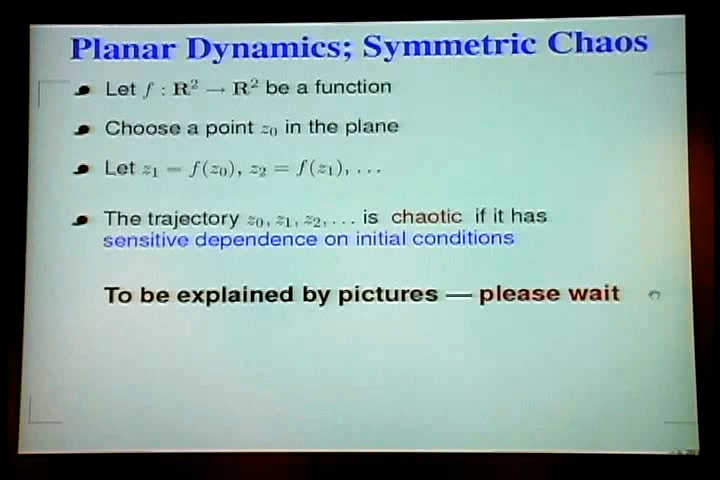 Planar Dynamics; Symmetric Chaos
Let f : R² → R² be a function
Choose a point z₀ in the plane
Let z₁ = f(z₀), z₂ = f(z₁), . . .
The trajectory z₀, z₁, z₂, . . . is chaotic if it has
sensitive dependence on initial conditions
To be explained by pictures — please wait